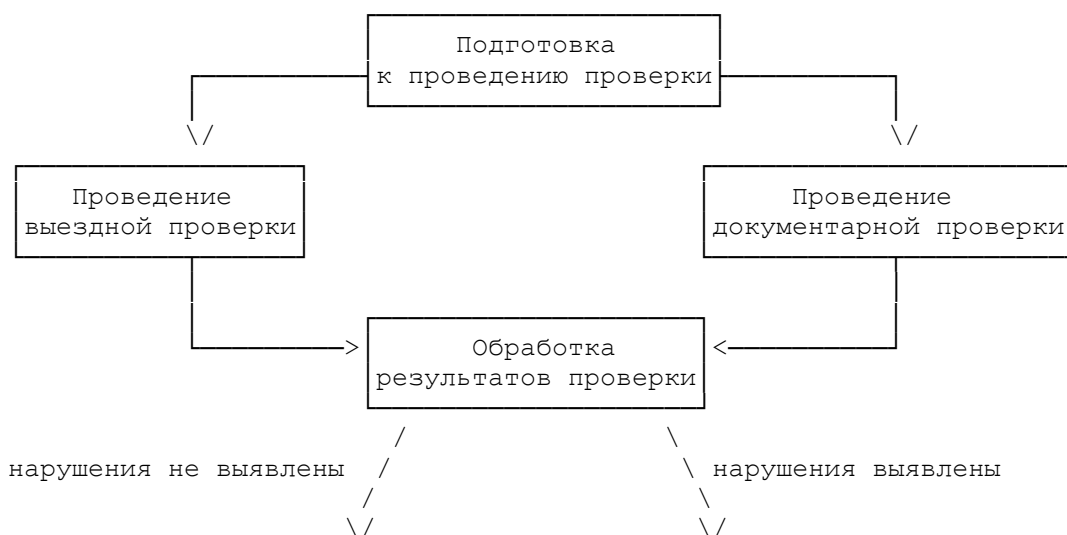 Подготовка
к проведению проверки
Проведение
выездной проверки
Проведение
документарной проверки
Обработка
результатов проверки
нарушения не выявлены
нарушения выявлены